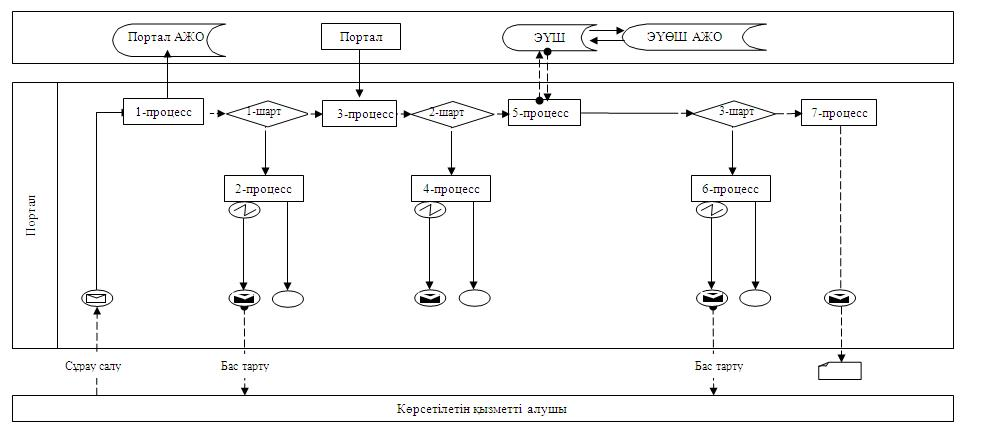 Портал АЖО
Портал
ЭҮШ
ЭҮӨШ АЖО
1-процесс
1-шарт
3-процесс
2-шарт
5-процесс
3-шарт
7-процесс
2-процесс
4-процесс
6-процесс
Портал
Сұрау салу
Бас тарту
Бас тарту
Көрсетілетін қызметті алушы